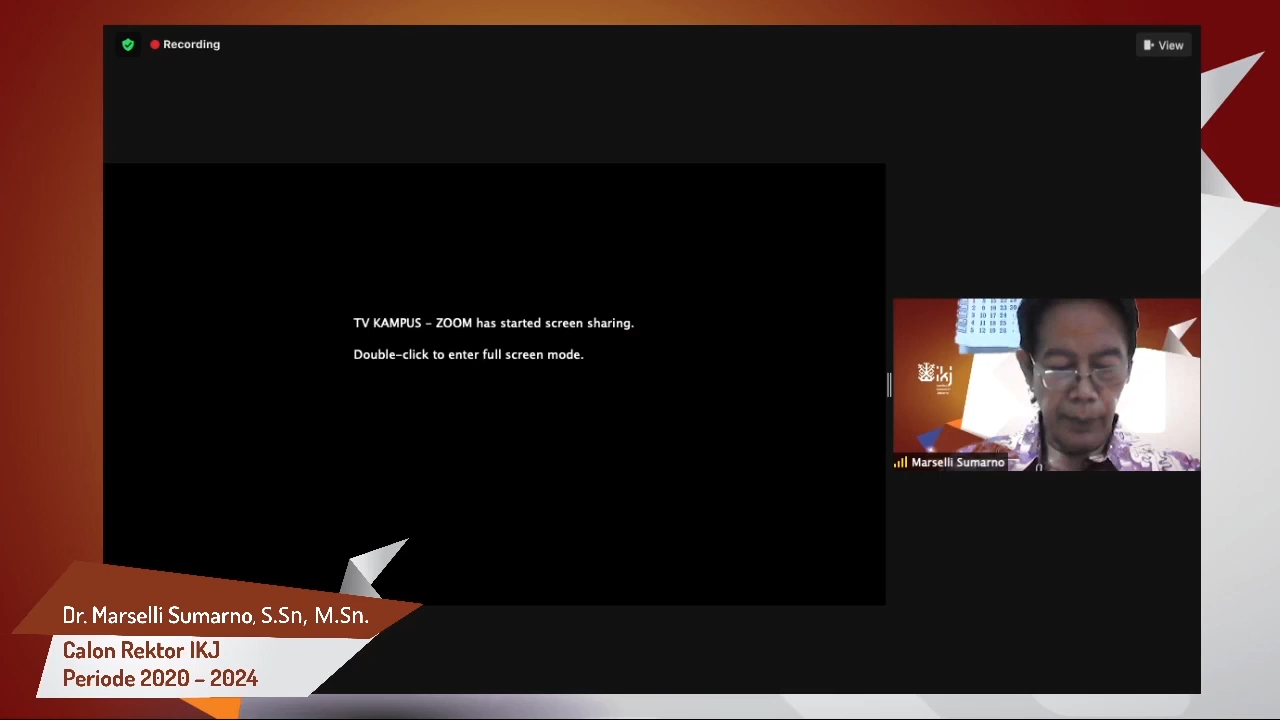 Recording
View
TV KAMPUS – ZOOM has started screen sharing.
Double-click to enter full screen mode.
ikj
Marselli Sumarno
Dr. Marselli Sumarno, S.Sn, M.Sn.
Calon Rektor IKJ
Periode 2020 – 2024